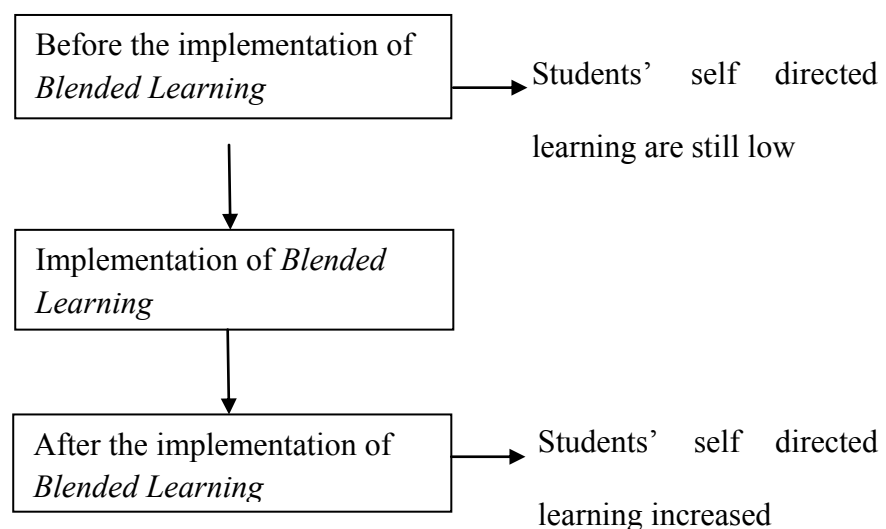 Before the implementation of
Blended Learning
Students’ self directed
learning are still low
Implementation of Blended
Learning
After the implementation of
Blended Learning
Students’ self directed
learning increased